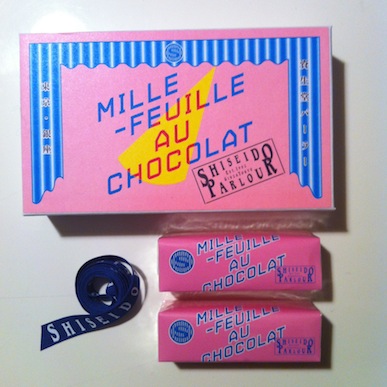 S
東京・銀座
MILLE
-FEUILLE
AU
CHOCOLAT
SHISEIDO
PARLOUR
資生堂パーラー
SHISEIDO
MILLE
-FEUILLE
AU
CHOCOLAT
SHISEIDO
PARLOUR
MILLE
-FEUILLE
AU
CHOCOLAT
SHISEIDO
PARLOUR